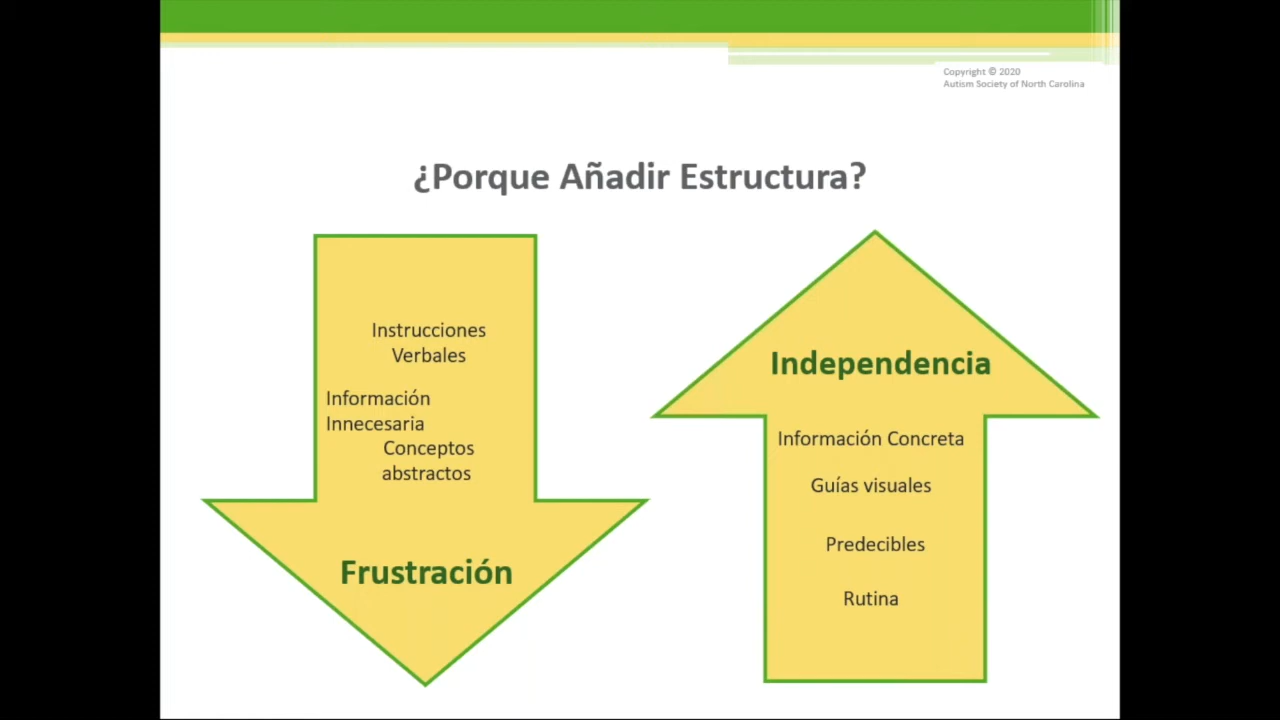 Copyright © 2020
Autism Society of North Carolina
¿Porque Añadir Estructura?
Instrucciones
Verbales
Información
Innecesaria
Conceptos
abstractos
Frustración
Independencia
Información Concreta
Guías visuales
Predecibles
Rutina